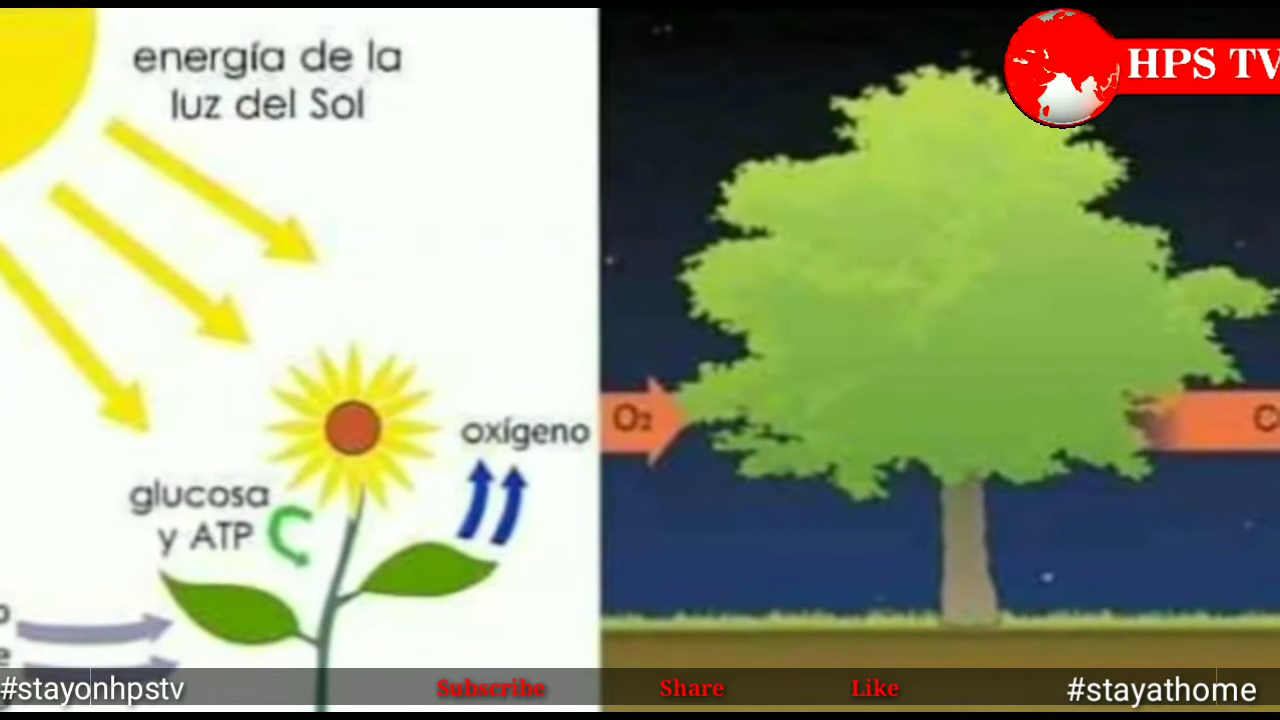 energía de la
luz del Sol
HPS TV
O₂
oxígeno
glucosa
y ATP
#stayonhpstv
Subscribe
Share
Like
#stayathome